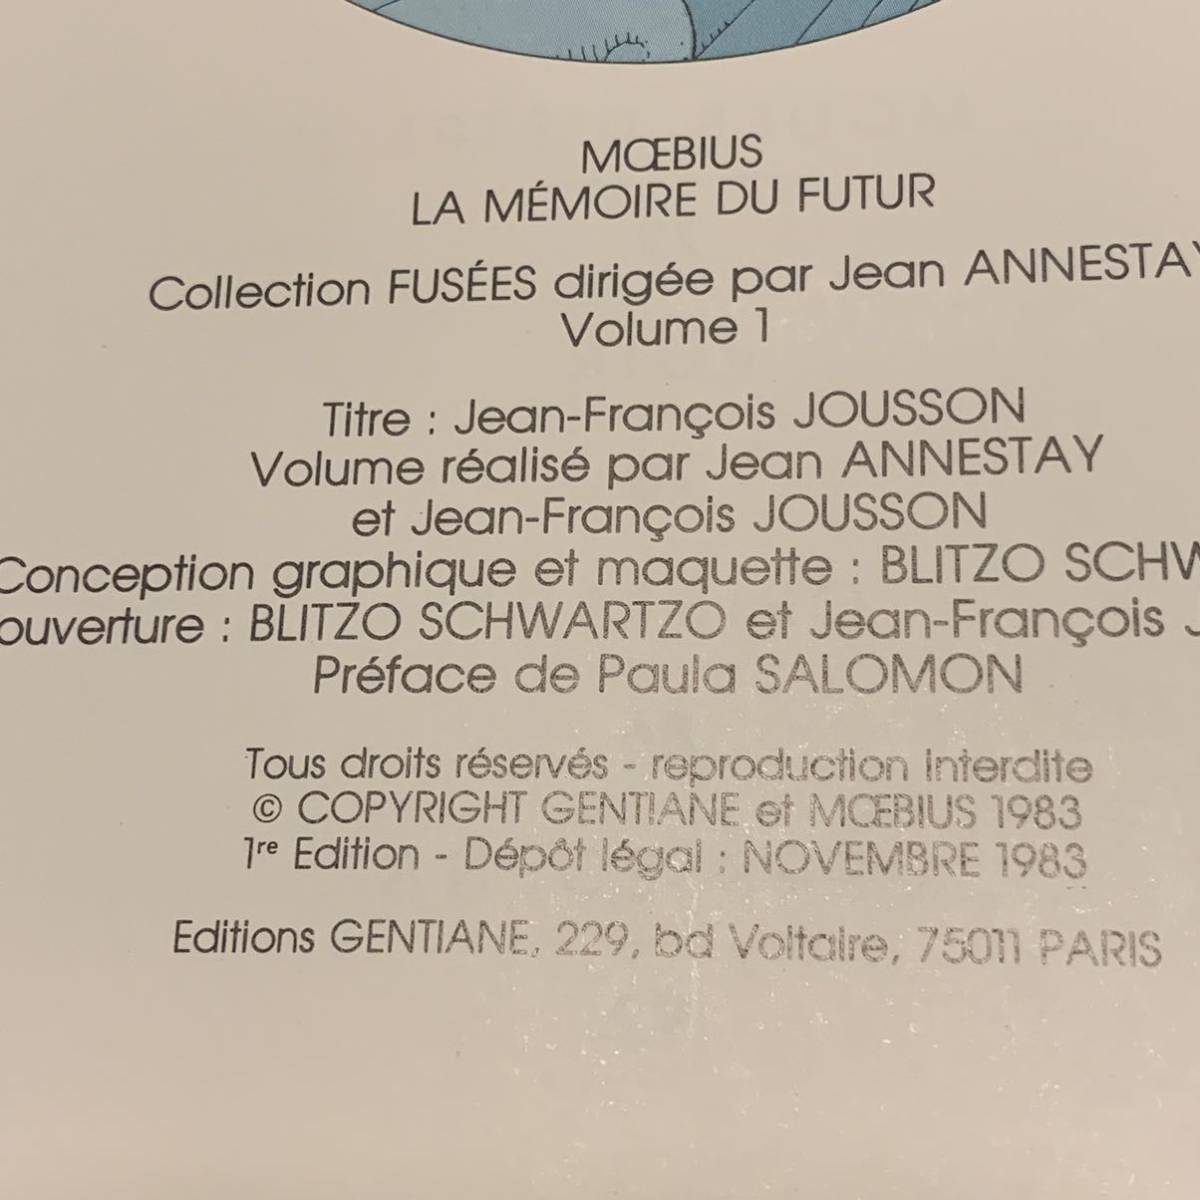 MŒBIUS
LA MÉMOIRE DU FUTUR
Collection FUSÉES dirigée par Jean ANNESTAY
Volume 1
Titre : Jean-François JOUSSON
Volume réalisé par Jean ANNESTAY
et Jean-François JOUSSON
Conception graphique et maquette : BLITZO SCHW
ouverture : BLITZO SCHWARTZO et Jean-François J
Préface de Paula SALOMON
Tous droits réservés - reproduction interdite
© COPYRIGHT GENTIANE et MŒBIUS 1983
1re Edition - Dépôt légal : NOVEMBRE 1983
Editions GENTIANE, 229, bd Voltaire, 75011 PARIS